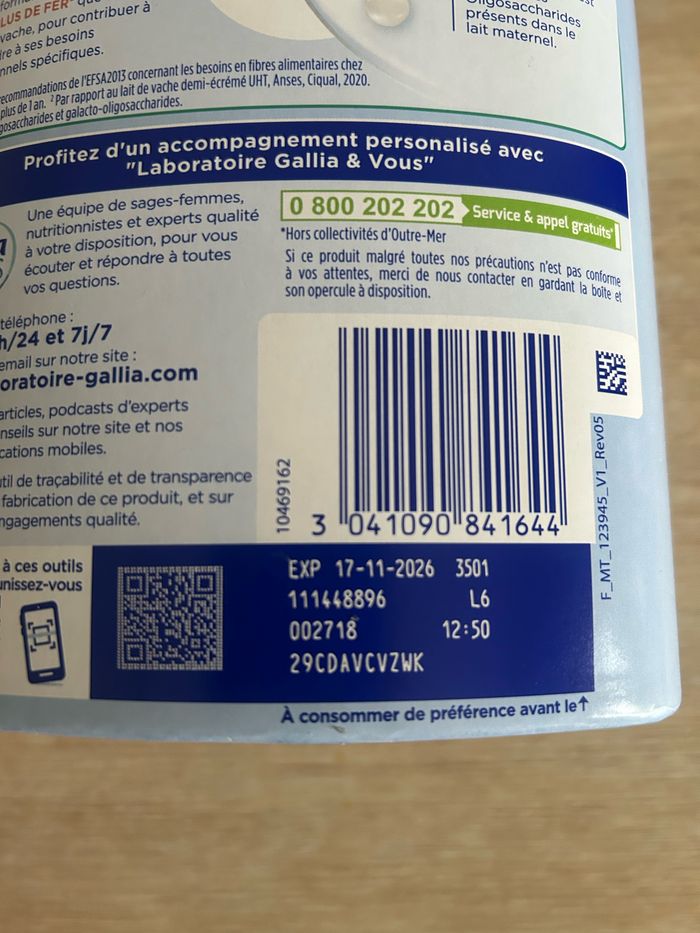 PLUS DE FER
vache, pour contribuer à
à ses besoins
spécifiques.
Oligosaccharides
présents dans le
lait maternel.
de l'EFSA2013 concernant les besoins en fibres alimentaires chez
plus de 1 an. ² Par rapport au lait de vache demi-écrémé UHT, Anses, Ciqual, 2020.
et galacto-oligosaccharides.
Profitez d'un accompagnement personalisé avec
"Laboratoire Gallia & Vous"
Une équipe de sages-femmes,
nutritionnistes et experts qualité
à votre disposition, pour vous
écouter et répondre à toutes
vos questions.
0 800 202 202 Service & appel gratuits*
*Hors collectivités d'Outre-Mer
Si ce produit malgré toutes nos précautions n'est pas conforme
à vos attentes, merci de nous contacter en gardant la boîte et
son opercule à disposition.
téléphone :
h/24 et 7j/7
email sur notre site :
oratoire-gallia.com
articles, podcasts d'experts
nseils sur notre site et nos
cations mobiles.
til de traçabilité et de transparence
fabrication de ce produit, et sur
ngagements qualité.
10469162
3 041090 841644
F_MT_123945_V1_Rev05
à ces outils
unissez-vous
EXP 17-11-2026 3501
111448896 L6
002718 12:50
29CDAVCVZWK
À consommer de préférence avant le↑